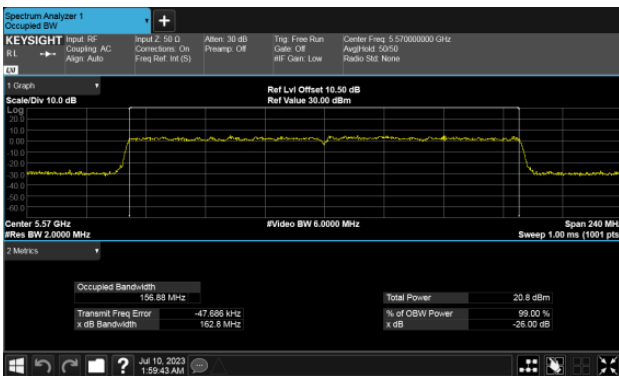 Spectrum Analyzer 1
Occupied BW
+
KEYSIGHT Input: RF Input Z: 50 Ω Atten: 30 dB Trig: Free Run Center Freq: 5.570000000 GHz
RL Coupling: AC Corrections: On Preamp: Off Gate: Off Avg|Hold: 50/50
Align: Auto Freq Ref: Int (S) #IF Gain: Low Radio Std: None
LXI
1 Graph Ref Lvl Offset 10.50 dB
Scale/Div 10.0 dB Ref Value 30.00 dBm
Log
20.0
10.0
0.00
-10.0
-20.0
-30.0
-40.0
-50.0
-60.0
Center 5.57 GHz #Video BW 6.0000 MHz Span 240 MH
#Res BW 2.0000 MHz Sweep 1.00 ms (1001 pts
2 Metrics
Occupied Bandwidth
156.88 MHz Total Power 20.8 dBm
Transmit Freq Error -47.686 kHz % of OBW Power 99.00 %
x dB Bandwidth 162.8 MHz x dB -26.00 dB
? Jul 10, 2023
1:59:43 AM